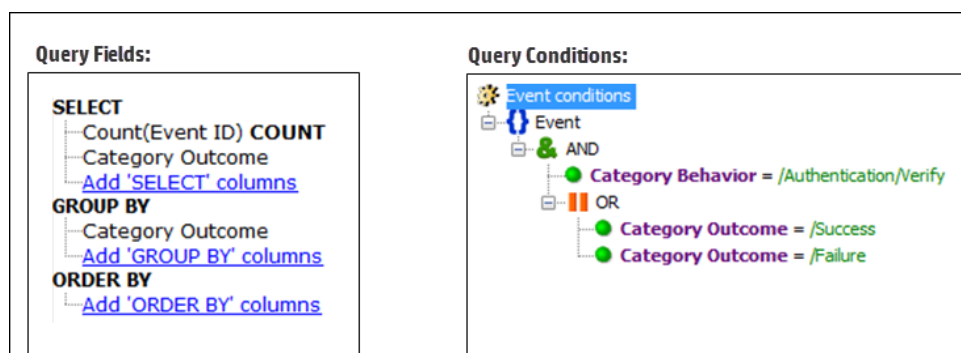 Query Fields:
SELECT
Count(Event ID) COUNT
Category Outcome
Add 'SELECT' columns
GROUP BY
Category Outcome
Add 'GROUP BY' columns
ORDER BY
Add 'ORDER BY' columns
Query Conditions:
Event conditions
Event
& AND
Category Behavior = /Authentication/Verify
OR
Category Outcome = /Success
Category Outcome = /Failure